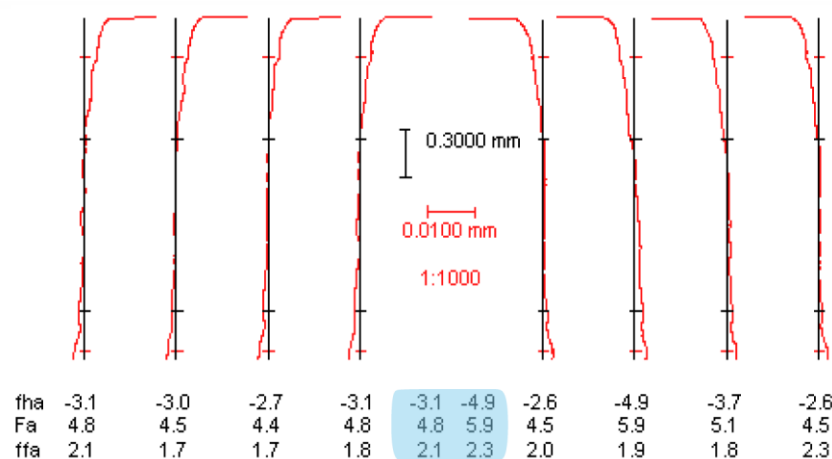 0.3000 mm
0.0100 mm
1:1000
fha -3.1 -3.0 -2.7 -3.1 -3.1 -4.9 -2.6 -4.9 -3.7 -2.6
Fa 4.8 4.5 4.4 4.8 4.8 5.9 4.5 5.9 5.1 4.5
ffa 2.1 1.7 1.7 1.8 2.1 2.3 2.0 1.9 1.8 2.3